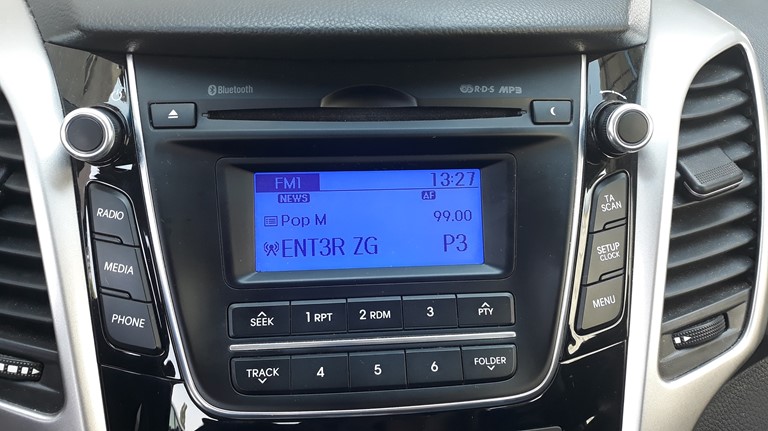 Bluetooth
R·D·S MP3
FM1 13:27
NEWS AF
Pop M 99.00
ENT3R ZG P3
RADIO
MEDIA
PHONE
TA
SCAN
SETUP
CLOCK
MENU
SEEK 1 RPT 2 RDM 3 PTY
TRACK 4 5 6 FOLDER